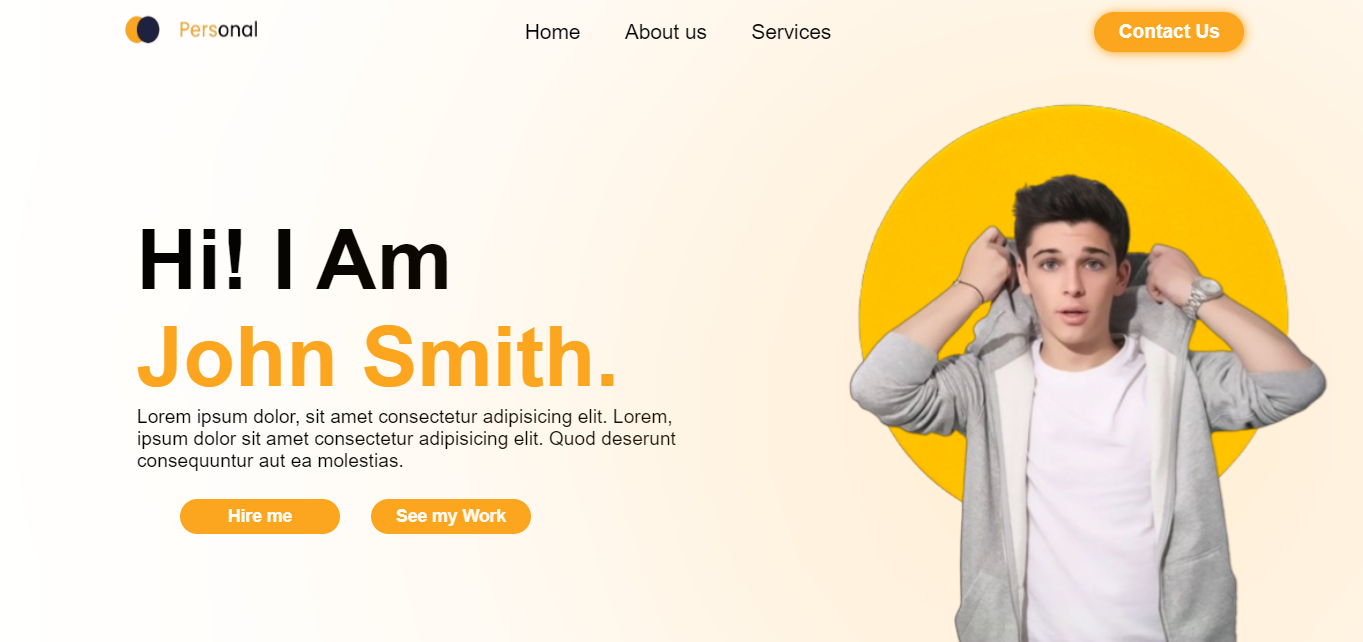 Personal
Home
About us
Services
Contact Us
Hi! I Am
John Smith.
Lorem ipsum dolor, sit amet consectetur adipisicing elit. Lorem,
ipsum dolor sit amet consectetur adipisicing elit. Quod deserunt
consequuntur aut ea molestias.
Hire me
See my Work